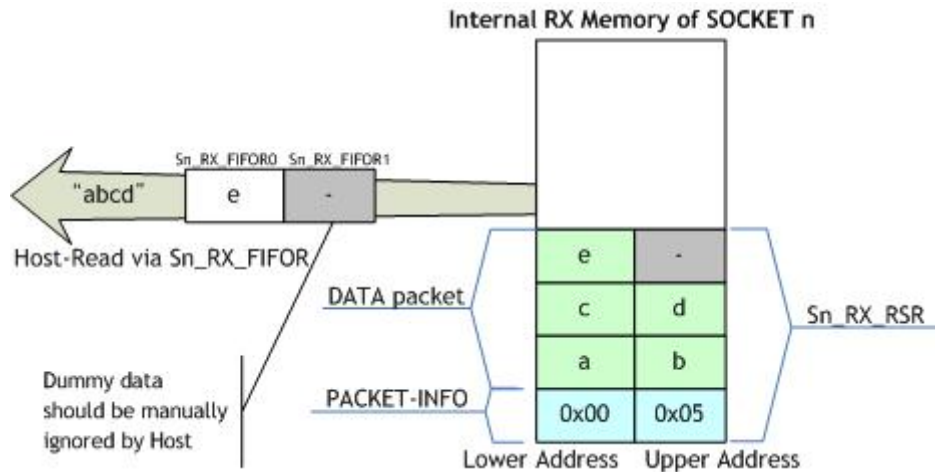 Internal RX Memory of SOCKET n
Sn_RX_FIFOR0 Sn_RX_FIFOR1
"abcd" e -
Host-Read via Sn_RX_FIFOR
e -
DATA packet
c d
Sn_RX_RSR
a b
Dummy data
should be manually
ignored by Host
PACKET-INFO
0x00 0x05
Lower Address Upper Address